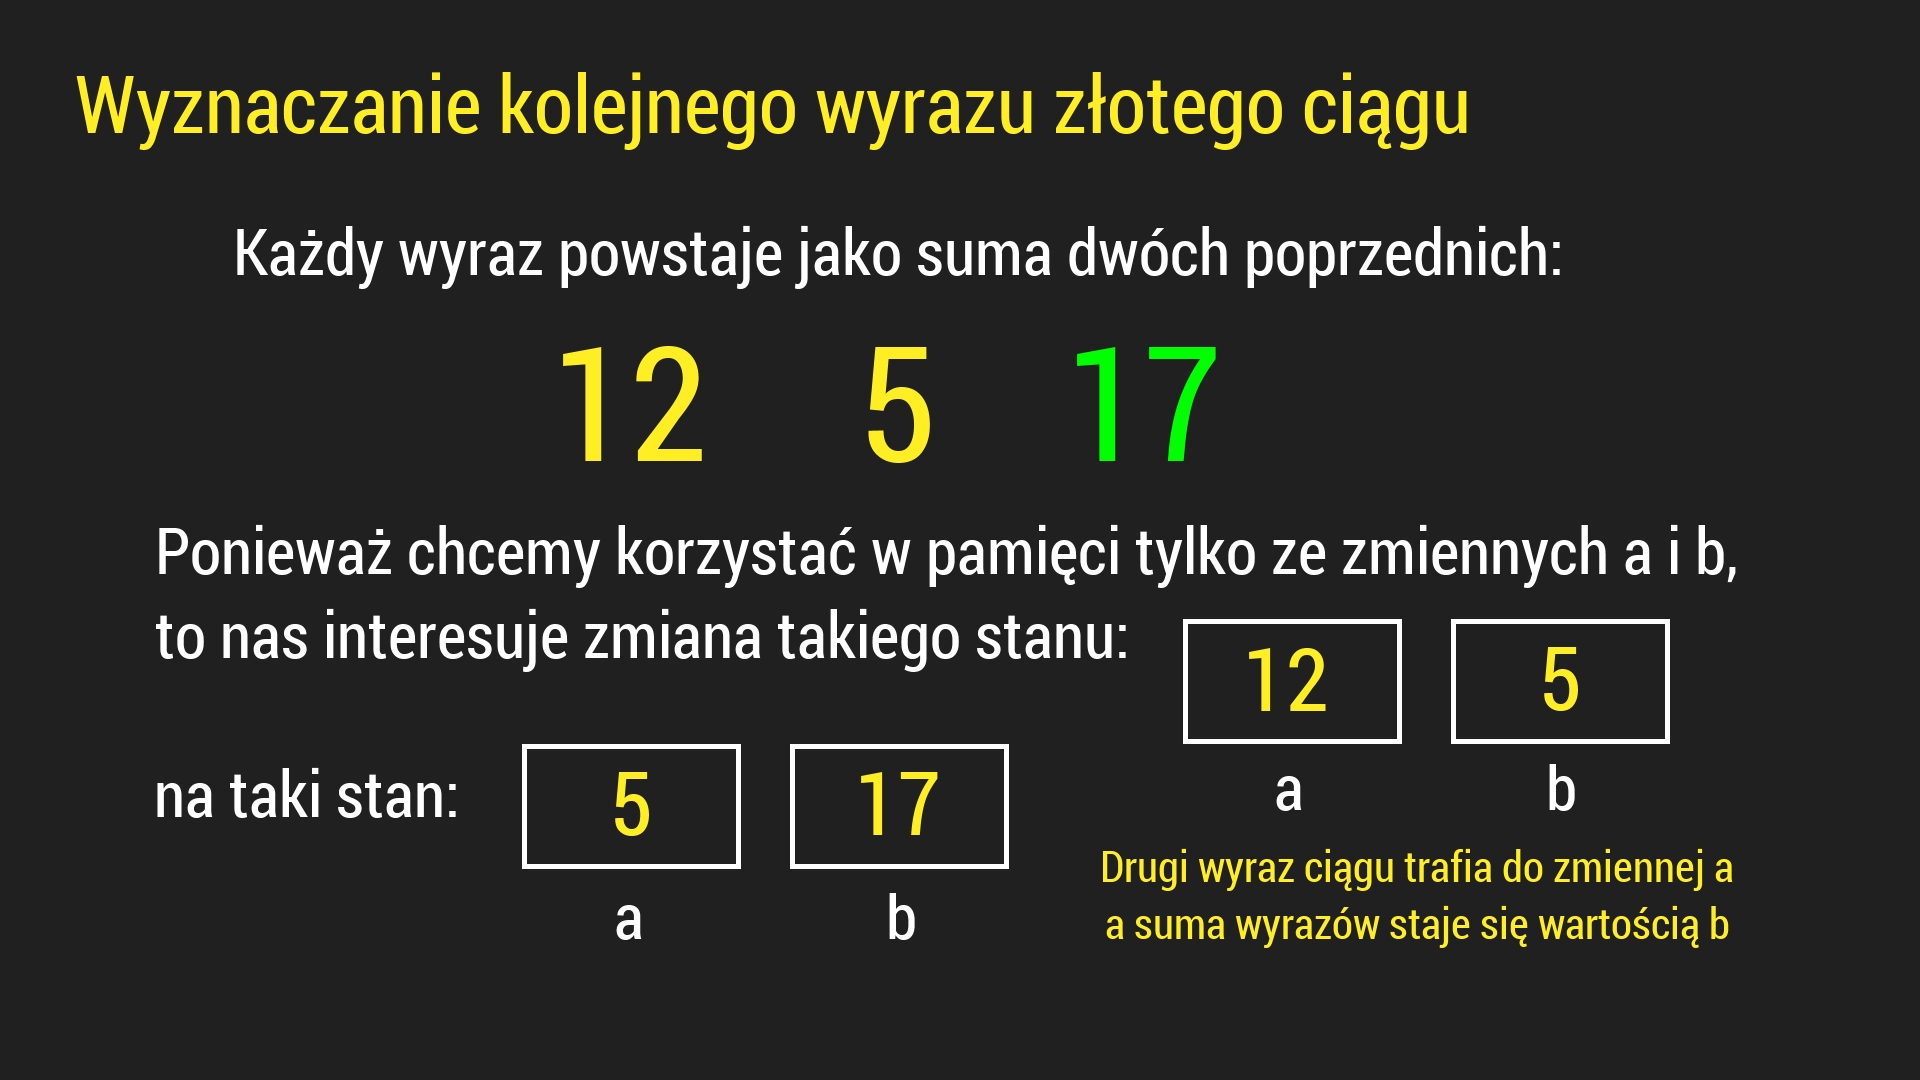 Wyznaczanie kolejnego wyrazu złotego ciągu
Każdy wyraz powstaje jako suma dwóch poprzednich:
12 5 17
Ponieważ chcemy korzystać w pamięci tylko ze zmiennych a i b,
to nas interesuje zmiana takiego stanu:
12 5
a b
na taki stan:
5 17
a b
Drugi wyraz ciągu trafia do zmiennej a
a suma wyrazów staje się wartością b